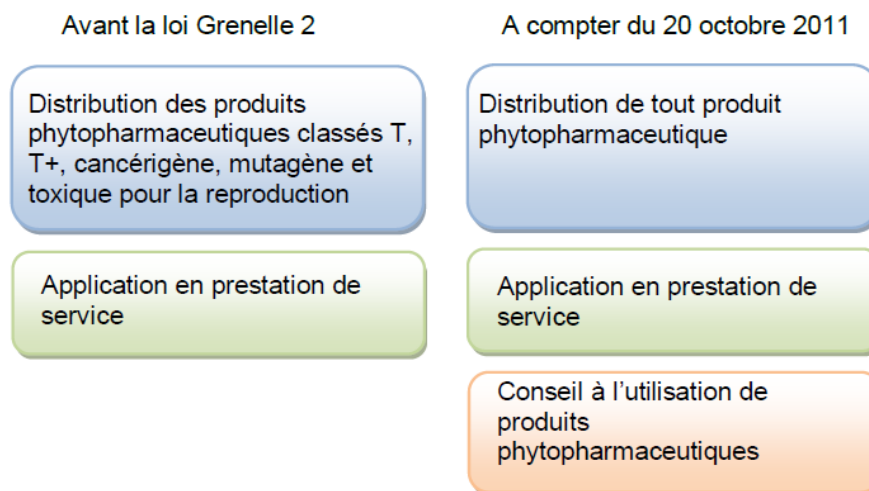 Avant la loi Grenelle 2
Distribution des produits
phytopharmaceutiques classés T,
T+, cancérigène, mutagène et
toxique pour la reproduction
Application en prestation de
service
A compter du 20 octobre 2011
Distribution de tout produit
phytopharmaceutique
Application en prestation de
service
Conseil à l'utilisation de
produits
phytopharmaceutiques